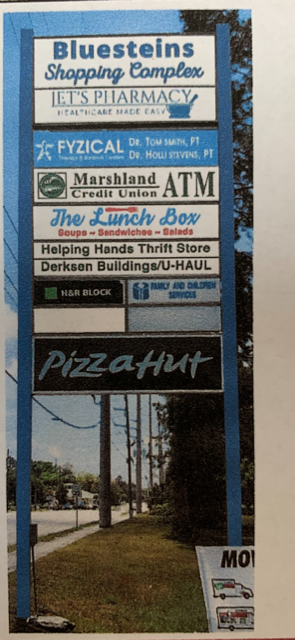 Bluesteins
Shopping Complex
JET'S PHARMACY
HEALTHCARE MADE EASY
FYZICAL
DR. TOM SMITH, PT
DR. HOLLI STEVENS, PT
Marshland
Credit Union
ATM
The Lunch Box
Soups ~ Sandwiches ~ Salads
Helping Hands Thrift Store
Derksen Buildings/U-HAUL
H&R BLOCK
FAMILY AND CHILDREN
SERVICES
Pizza Hut